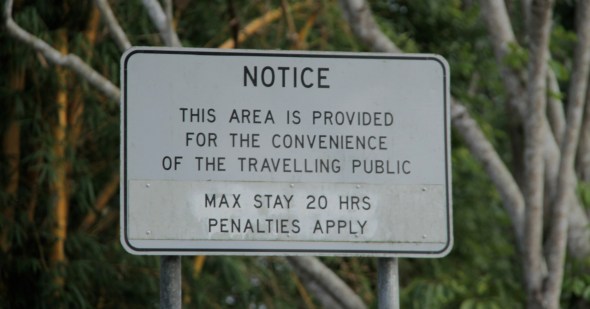 NOTICE
THIS AREA IS PROVIDED
FOR THE CONVENIENCE
OF THE TRAVELLING PUBLIC
MAX STAY 20 HRS
PENALTIES APPLY